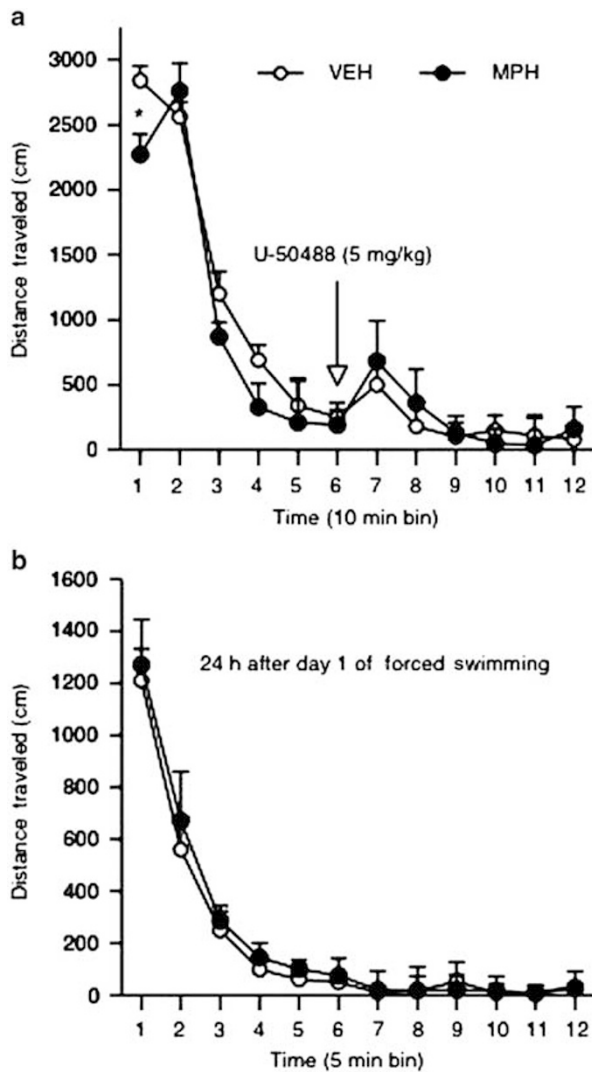 a
3000
VEH MPH
2500
*
2000
1500
U-50488 (5 mg/kg)
1000
500
0
1 2 3 4 5 6 7 8 9 10 11 12
Time (10 min bin)
Distance traveled (cm)
b
1600
1400
24 h after day 1 of forced swimming
1200
1000
800
600
400
200
0
1 2 3 4 5 6 7 8 9 10 11 12
Time (5 min bin)
Distance traveled (cm)